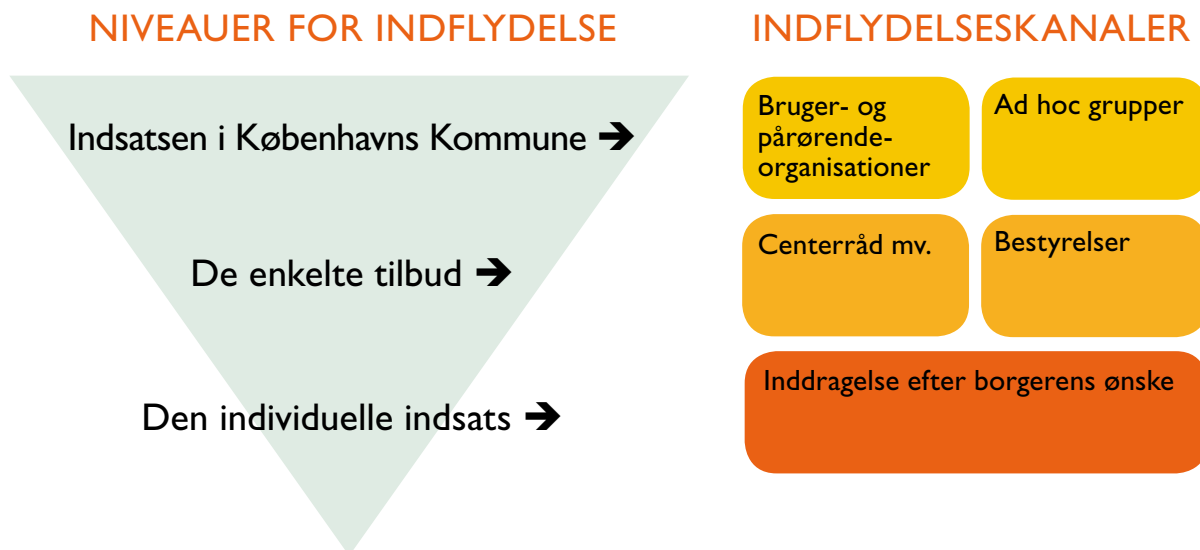 NIVEAUER FOR INDFLYDELSE
Indsatsen i Københavns Kommune ➔
De enkelte tilbud ➔
Den individuelle indsats ➔
INDFLYDELSESKANALER
Bruger- og
pårørende-
organisationer
Ad hoc grupper
Centerråd mv.
Bestyrelser
Inddragelse efter borgerens ønske